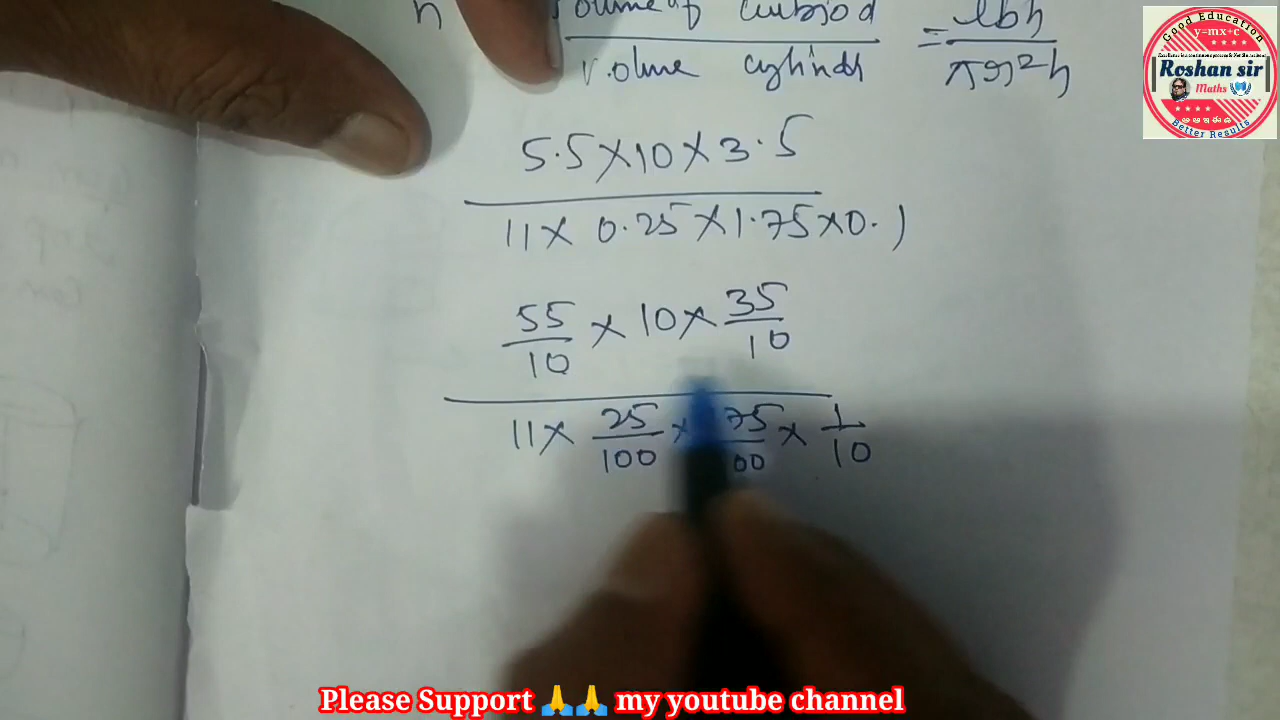 n
volume of cuboid = lbh
volume cylinder πr²h
5.5 × 10 × 3.5
11 × 0.25 × 1.75 × 0.1
55/10 × 10 × 35/10
11 × 25/100 × 75/00 × 1/10
Good Education
y=mx+c
Roshan sir
Maths
Better Results
Please Support 🙏🙏 my youtube channel